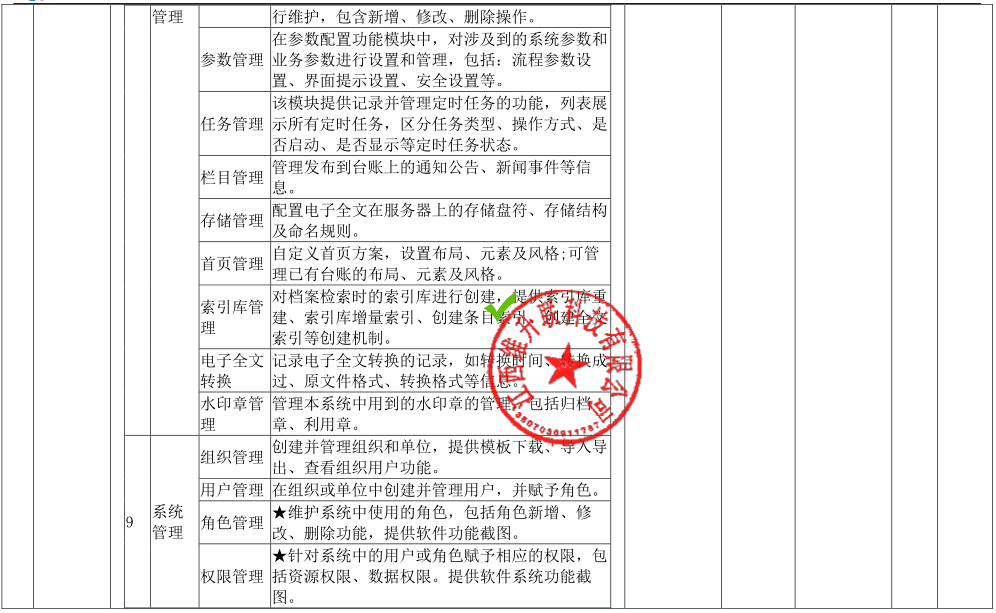 管理
行维护，包含新增、修改、删除操作。
参数管理
在参数配置功能模块中，对涉及到的系统参数和
业务参数进行设置和管理，包括：流程参数设
置、界面提示设置、安全设置等。
任务管理
该模块提供记录并管理定时任务的功能，列表展
示所有定时任务，区分任务类型、操作方式、是
否启动、是否显示等定时任务状态。
栏目管理
管理发布到台账上的通知公告、新闻事件等信
息。
存储管理
配置电子全文在服务器上的存储盘符、存储结构
及命名规则。
首页管理
自定义首页方案，设置布局、元素及风格;可管
理已有台账的布局、元素及风格。
索引库管
理
对档案检索时的索引库进行创建，提供索引库重
建、索引库增量索引、创建条目索引、创建全文
索引等创建机制。
电子全文
转换
记录电子全文转换的记录，如转换时间、转换成
过、原文件格式、转换格式等信息。
水印章管
理
管理本系统中用到的水印章的管理，包括归档
章、利用章。
9
系统
管理
组织管理
创建并管理组织和单位，提供模板下载、导入导
出、查看组织用户功能。
用户管理
在组织或单位中创建并管理用户，并赋予角色。
角色管理
★维护系统中使用的角色，包括角色新增、修
改、删除功能，提供软件功能截图。
权限管理
★针对系统中的用户或角色赋予相应的权限，包
括资源权限、数据权限。提供软件系统功能截
图。
江西维升联科技有限公司